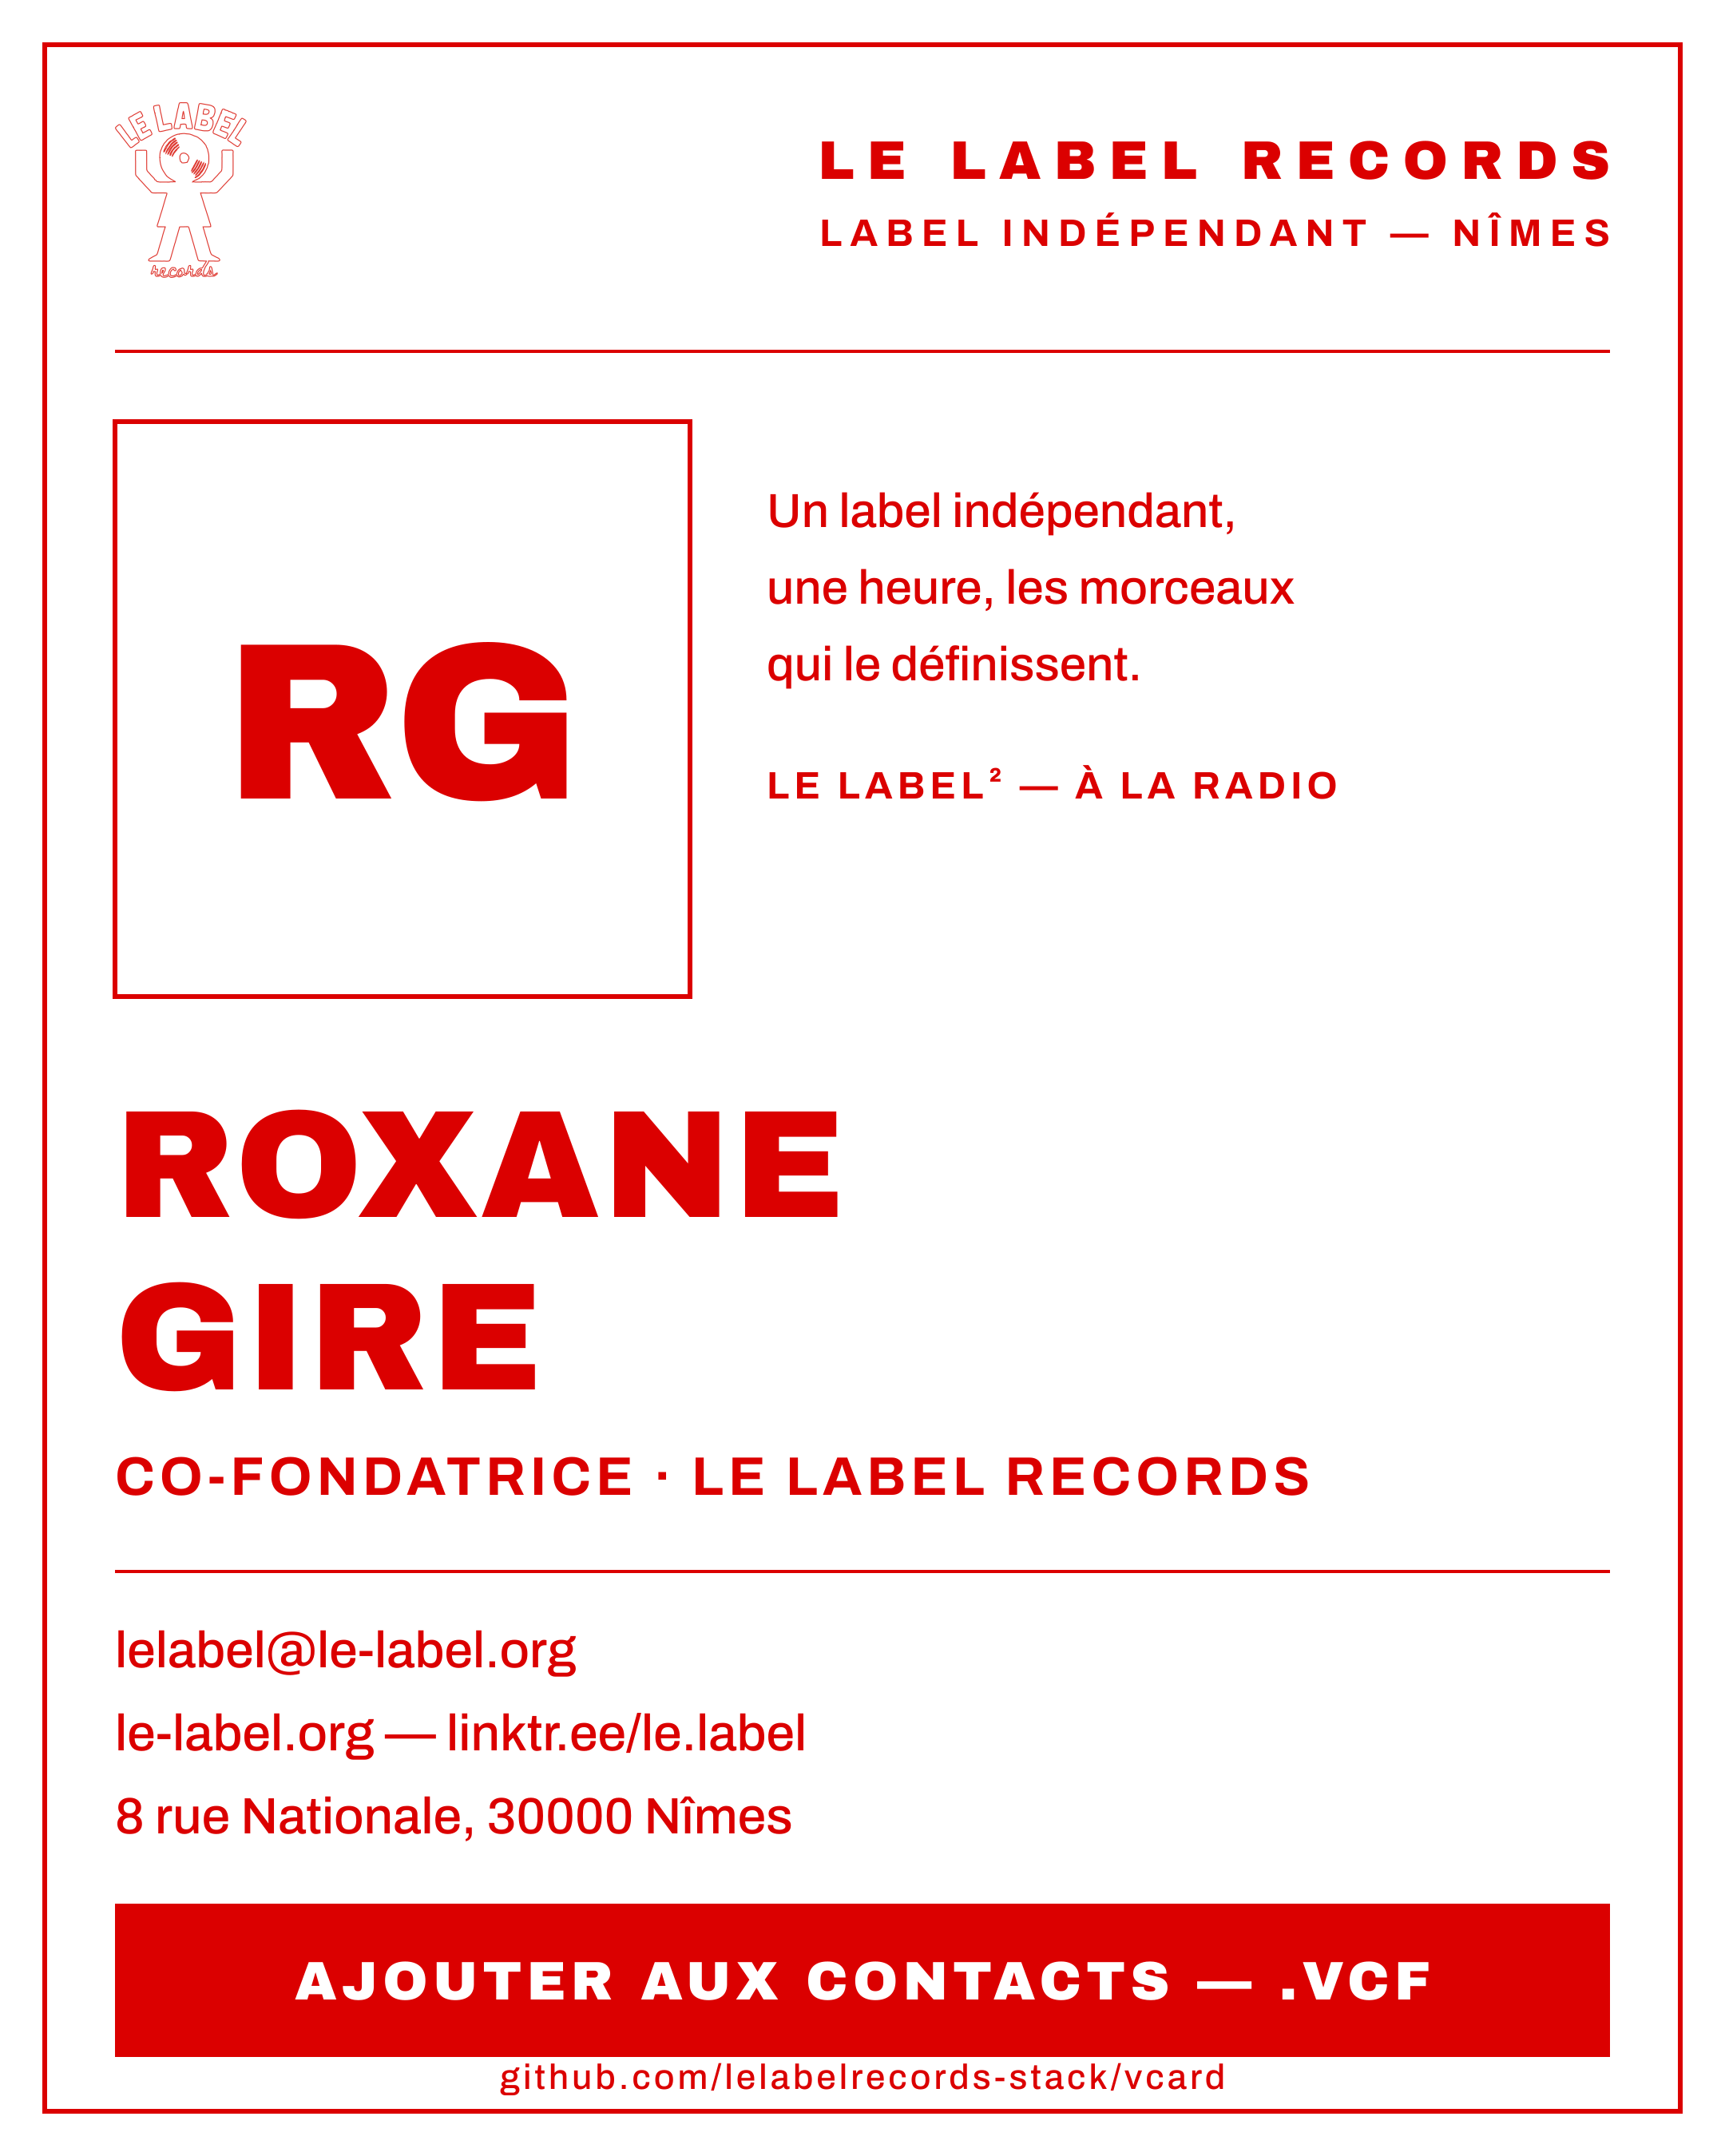 LE LABEL
records
LE LABEL RECORDS
LABEL INDÉPENDANT — NÎMES
RG
Un label indépendant,
une heure, les morceaux
qui le définissent.
LE LABEL² — À LA RADIO
ROXANE
GIRE
CO-FONDATRICE · LE LABEL RECORDS
lelabel@le-label.org
le-label.org — linktr.ee/le.label
8 rue Nationale, 30000 Nîmes
AJOUTER AUX CONTACTS — .VCF
github.com/lelabelrecords-stack/vcard